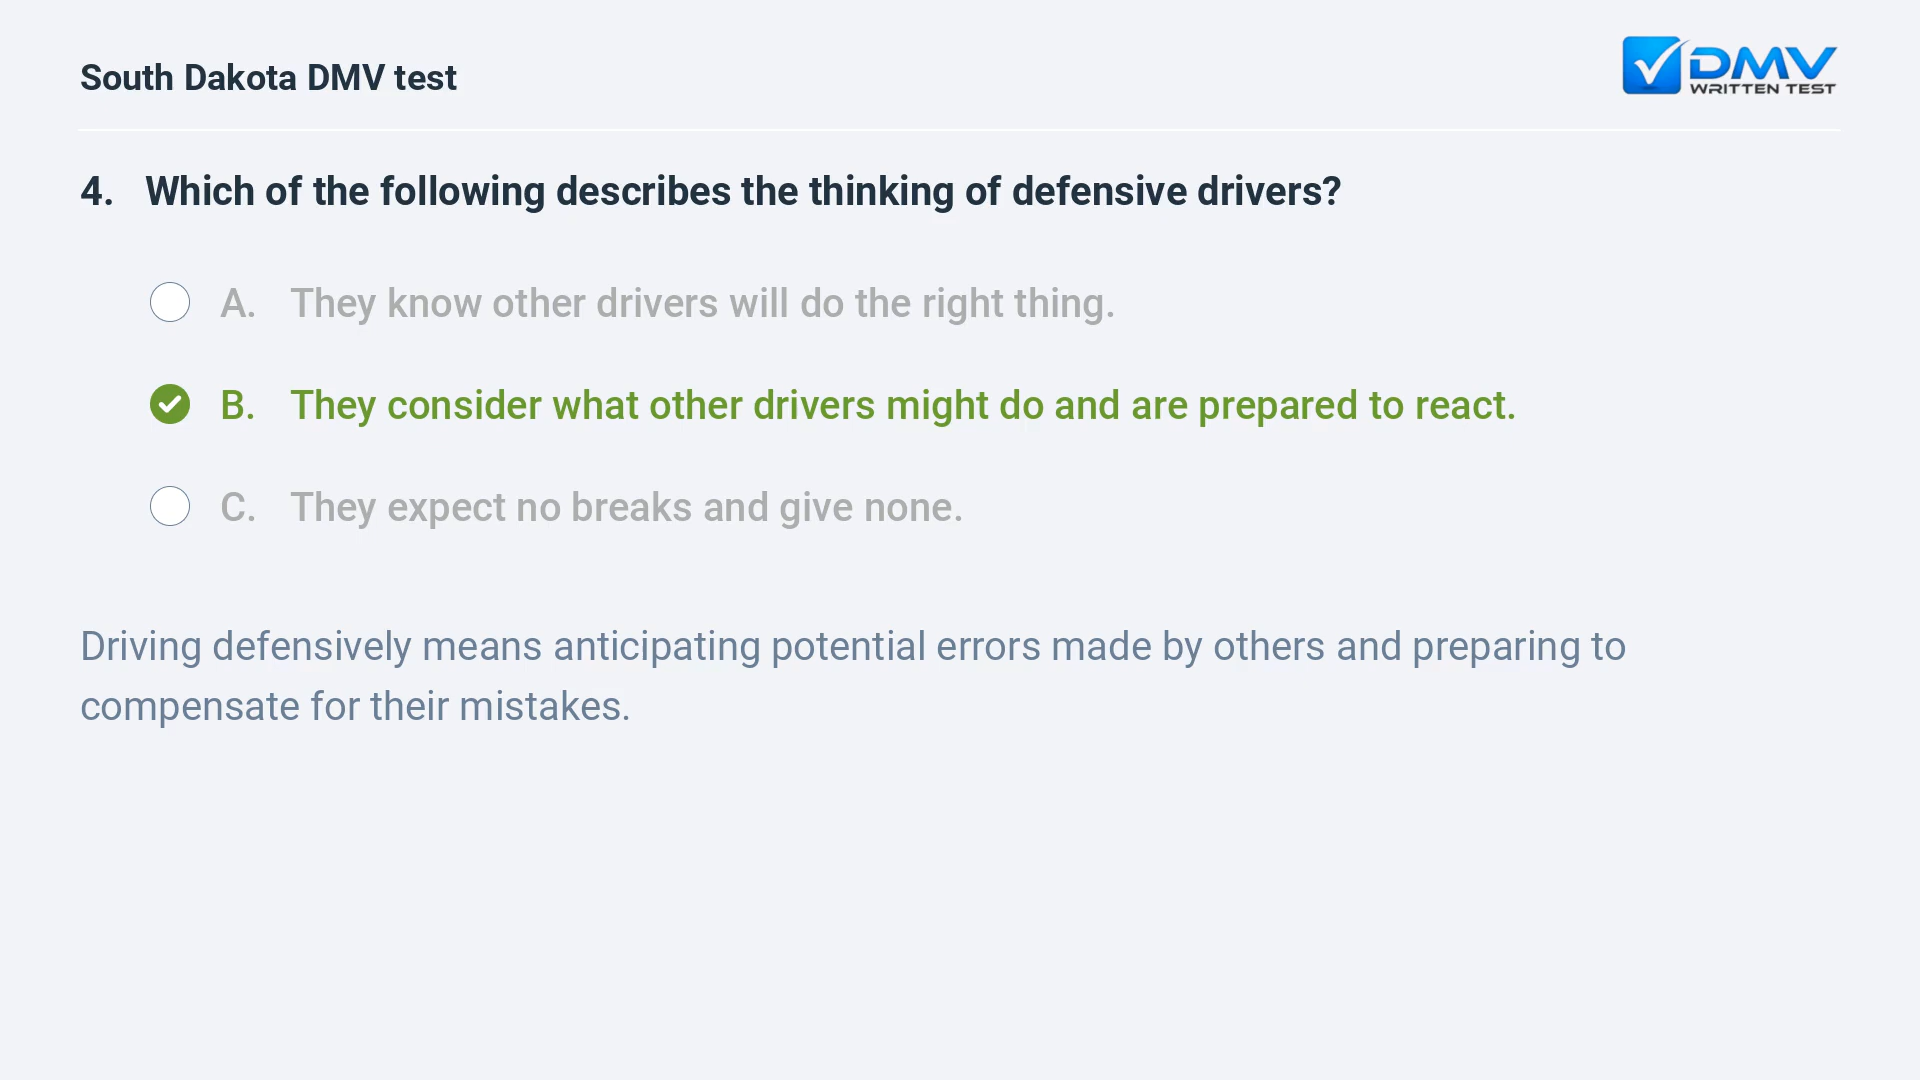 South Dakota DMV test
DMV
WRITTEN TEST
4. Which of the following describes the thinking of defensive drivers?
A. They know other drivers will do the right thing.
B. They consider what other drivers might do and are prepared to react.
C. They expect no breaks and give none.
Driving defensively means anticipating potential errors made by others and preparing to
compensate for their mistakes.